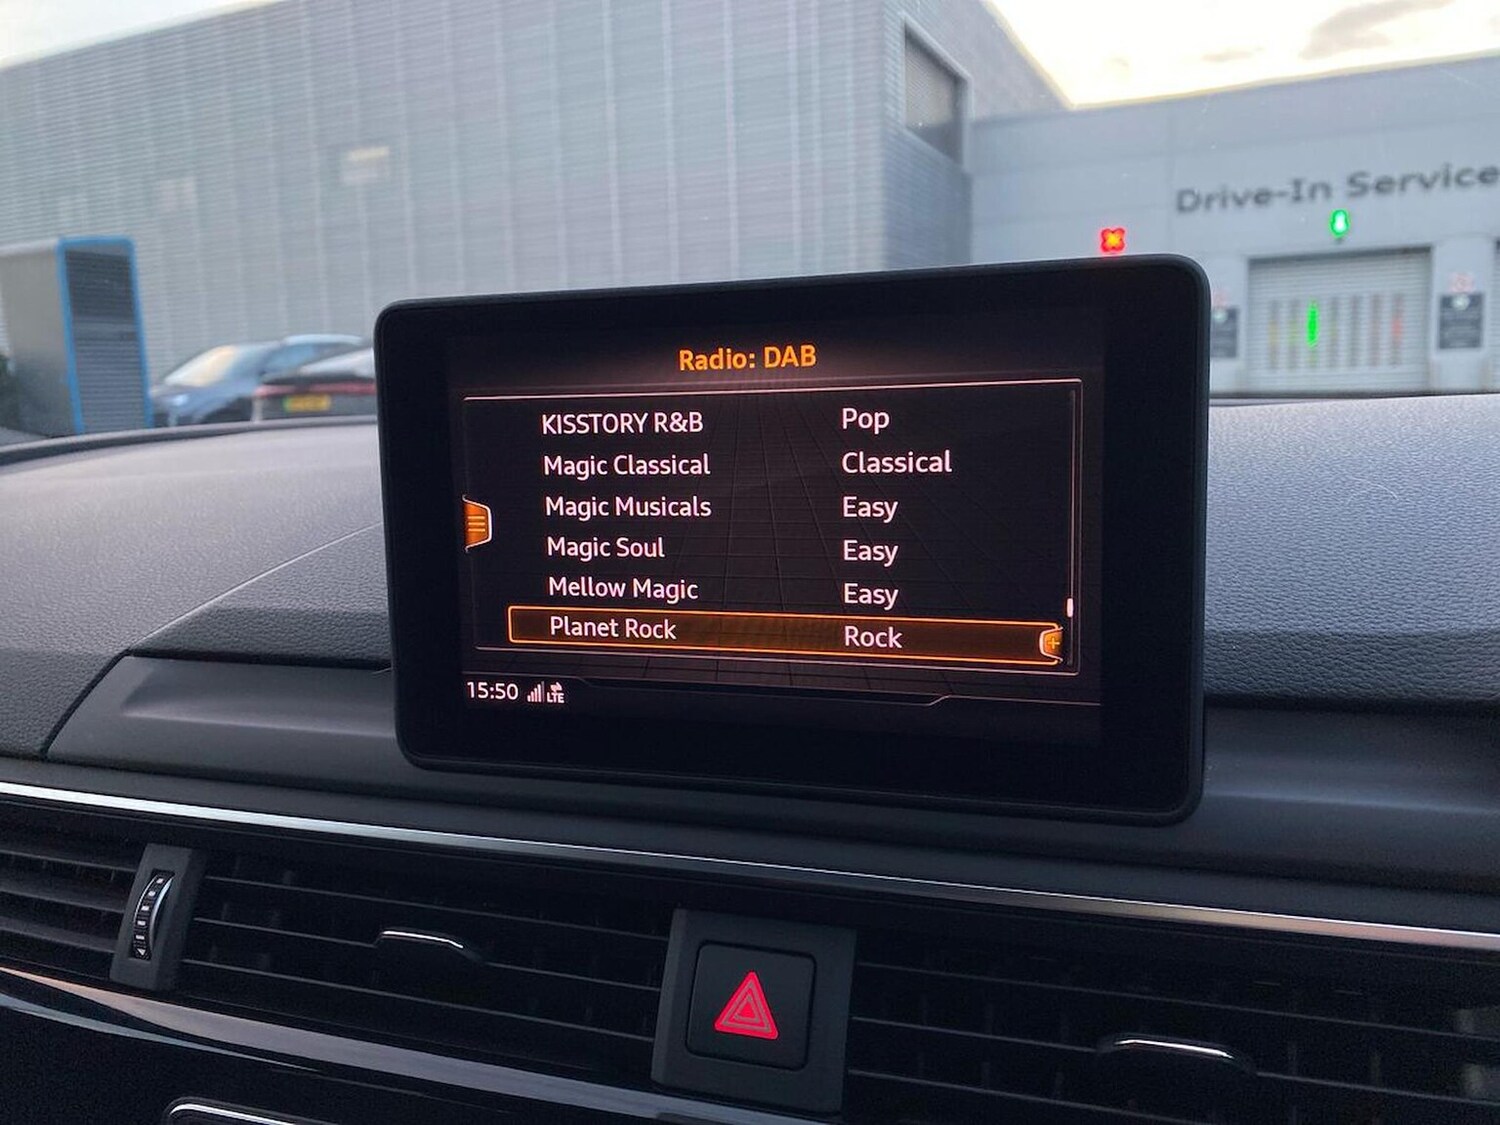 Drive-In Service
Radio: DAB
KISSTORY R&B Pop
Magic Classical Classical
Magic Musicals Easy
Magic Soul Easy
Mellow Magic Easy
Planet Rock Rock
15:50 LTE